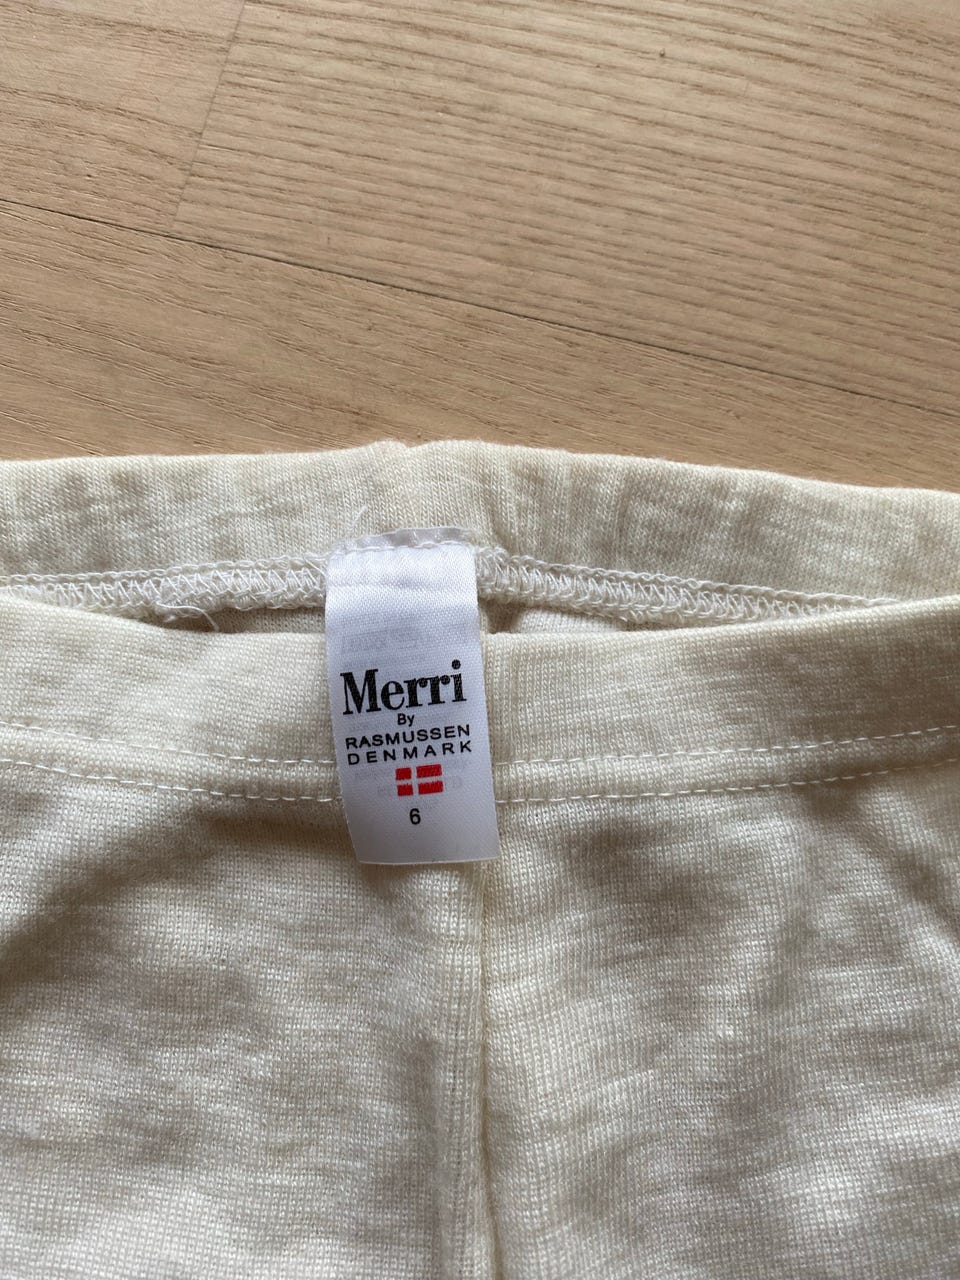 Merri
By
RASMUSSEN
DENMARK
6